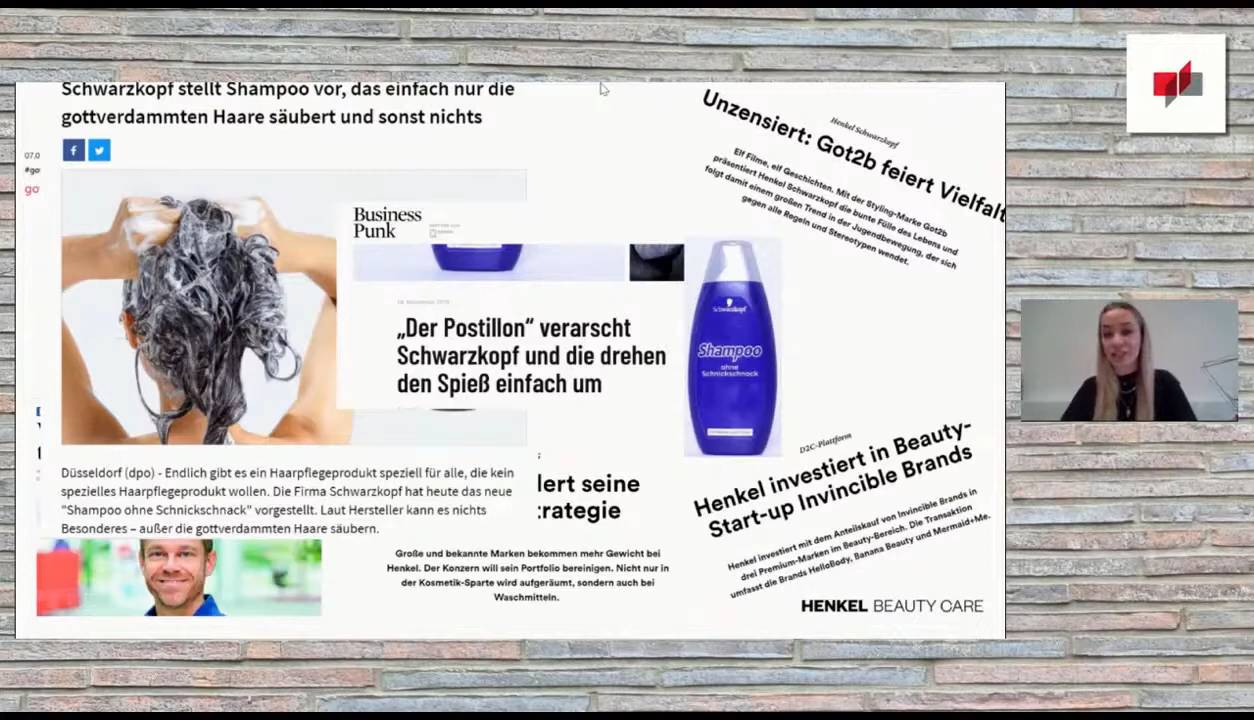 Schwarzkopf stellt Shampoo vor, das einfach nur die
gottverdammten Haare säubert und sonst nichts
07.0
#go
go
Business
Punk
„Der Postillon“ verarscht
Schwarzkopf und die drehen
den Spieß einfach um
Düsseldorf (dpo) - Endlich gibt es ein Haarpflegeprodukt speziell für alle, die kein
spezielles Haarpflegeprodukt wollen. Die Firma Schwarzkopf hat heute das neue
"Shampoo ohne Schnickschnack" vorgestellt. Laut Hersteller kann es nichts
Besonderes – außer die gottverdammten Haare säubern.
lert seine
trategie
Große und bekannte Marken bekommen mehr Gewicht bei
Henkel. Der Konzern will sein Portfolio bereinigen. Nicht nur in
der Kosmetik-Sparte wird aufgeräumt, sondern auch bei
Waschmitteln.
Schwarzkopf
Shampoo
ohne
Schnickschnack
Henkel Schwarzkopf
Unzensiert: Got2b feiert Vielfalt
Elf Filme, elf Geschichten. Mit der Styling-Marke Got2b
präsentiert Henkel Schwarzkopf die bunte Fülle des Lebens und
folgt damit einem großen Trend in der Jugendbewegung, der sich
gegen alle Regeln und Stereotypen wendet.
D2C-Plattform
Henkel investiert in Beauty-
Start-up Invincible Brands
Henkel investiert mit dem Anteilskauf von Invincible Brands in
drei Premium-Marken im Beauty-Bereich. Die Transaktion
umfasst die Brands HelloBody, Banana Beauty und Mermaid+Me.
HENKEL BEAUTY CARE